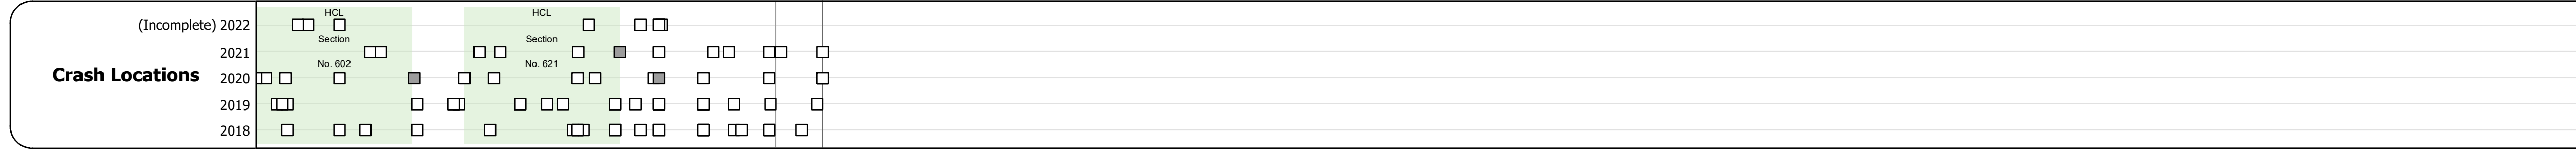 HCL
HCL
(Incomplete) 2022
Section
Section
2021
No. 602
No. 621
Crash Locations
2020
2019
2018